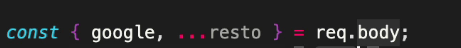 const { google, ...resto } = req.body;